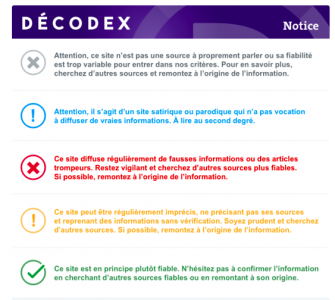 DÉCODEX
Notice
Attention, ce site n'est pas une source à proprement parler ou sa fiabilité
est trop variable pour entrer dans nos critères. Pour en savoir plus,
cherchez d'autres sources et remontez à l'origine de l'information.
Attention, il s'agit d'un site satirique ou parodique qui n'a pas vocation
à diffuser de vraies informations. À lire au second degré.
Ce site diffuse régulièrement de fausses informations ou des articles
trompeurs. Restez vigilant et cherchez d'autres sources plus fiables.
Si possible, remontez à l'origine de l'information.
Ce site peut être régulièrement imprécis, ne précisant pas ses sources
et reprenant des informations sans vérification. Soyez prudent et cherchez
d'autres sources. Si possible, remontez à l'origine de l'information.
Ce site est en principe plutôt fiable. N'hésitez pas à confirmer l'information
en cherchant d'autres sources fiables ou en remontant à son origine.